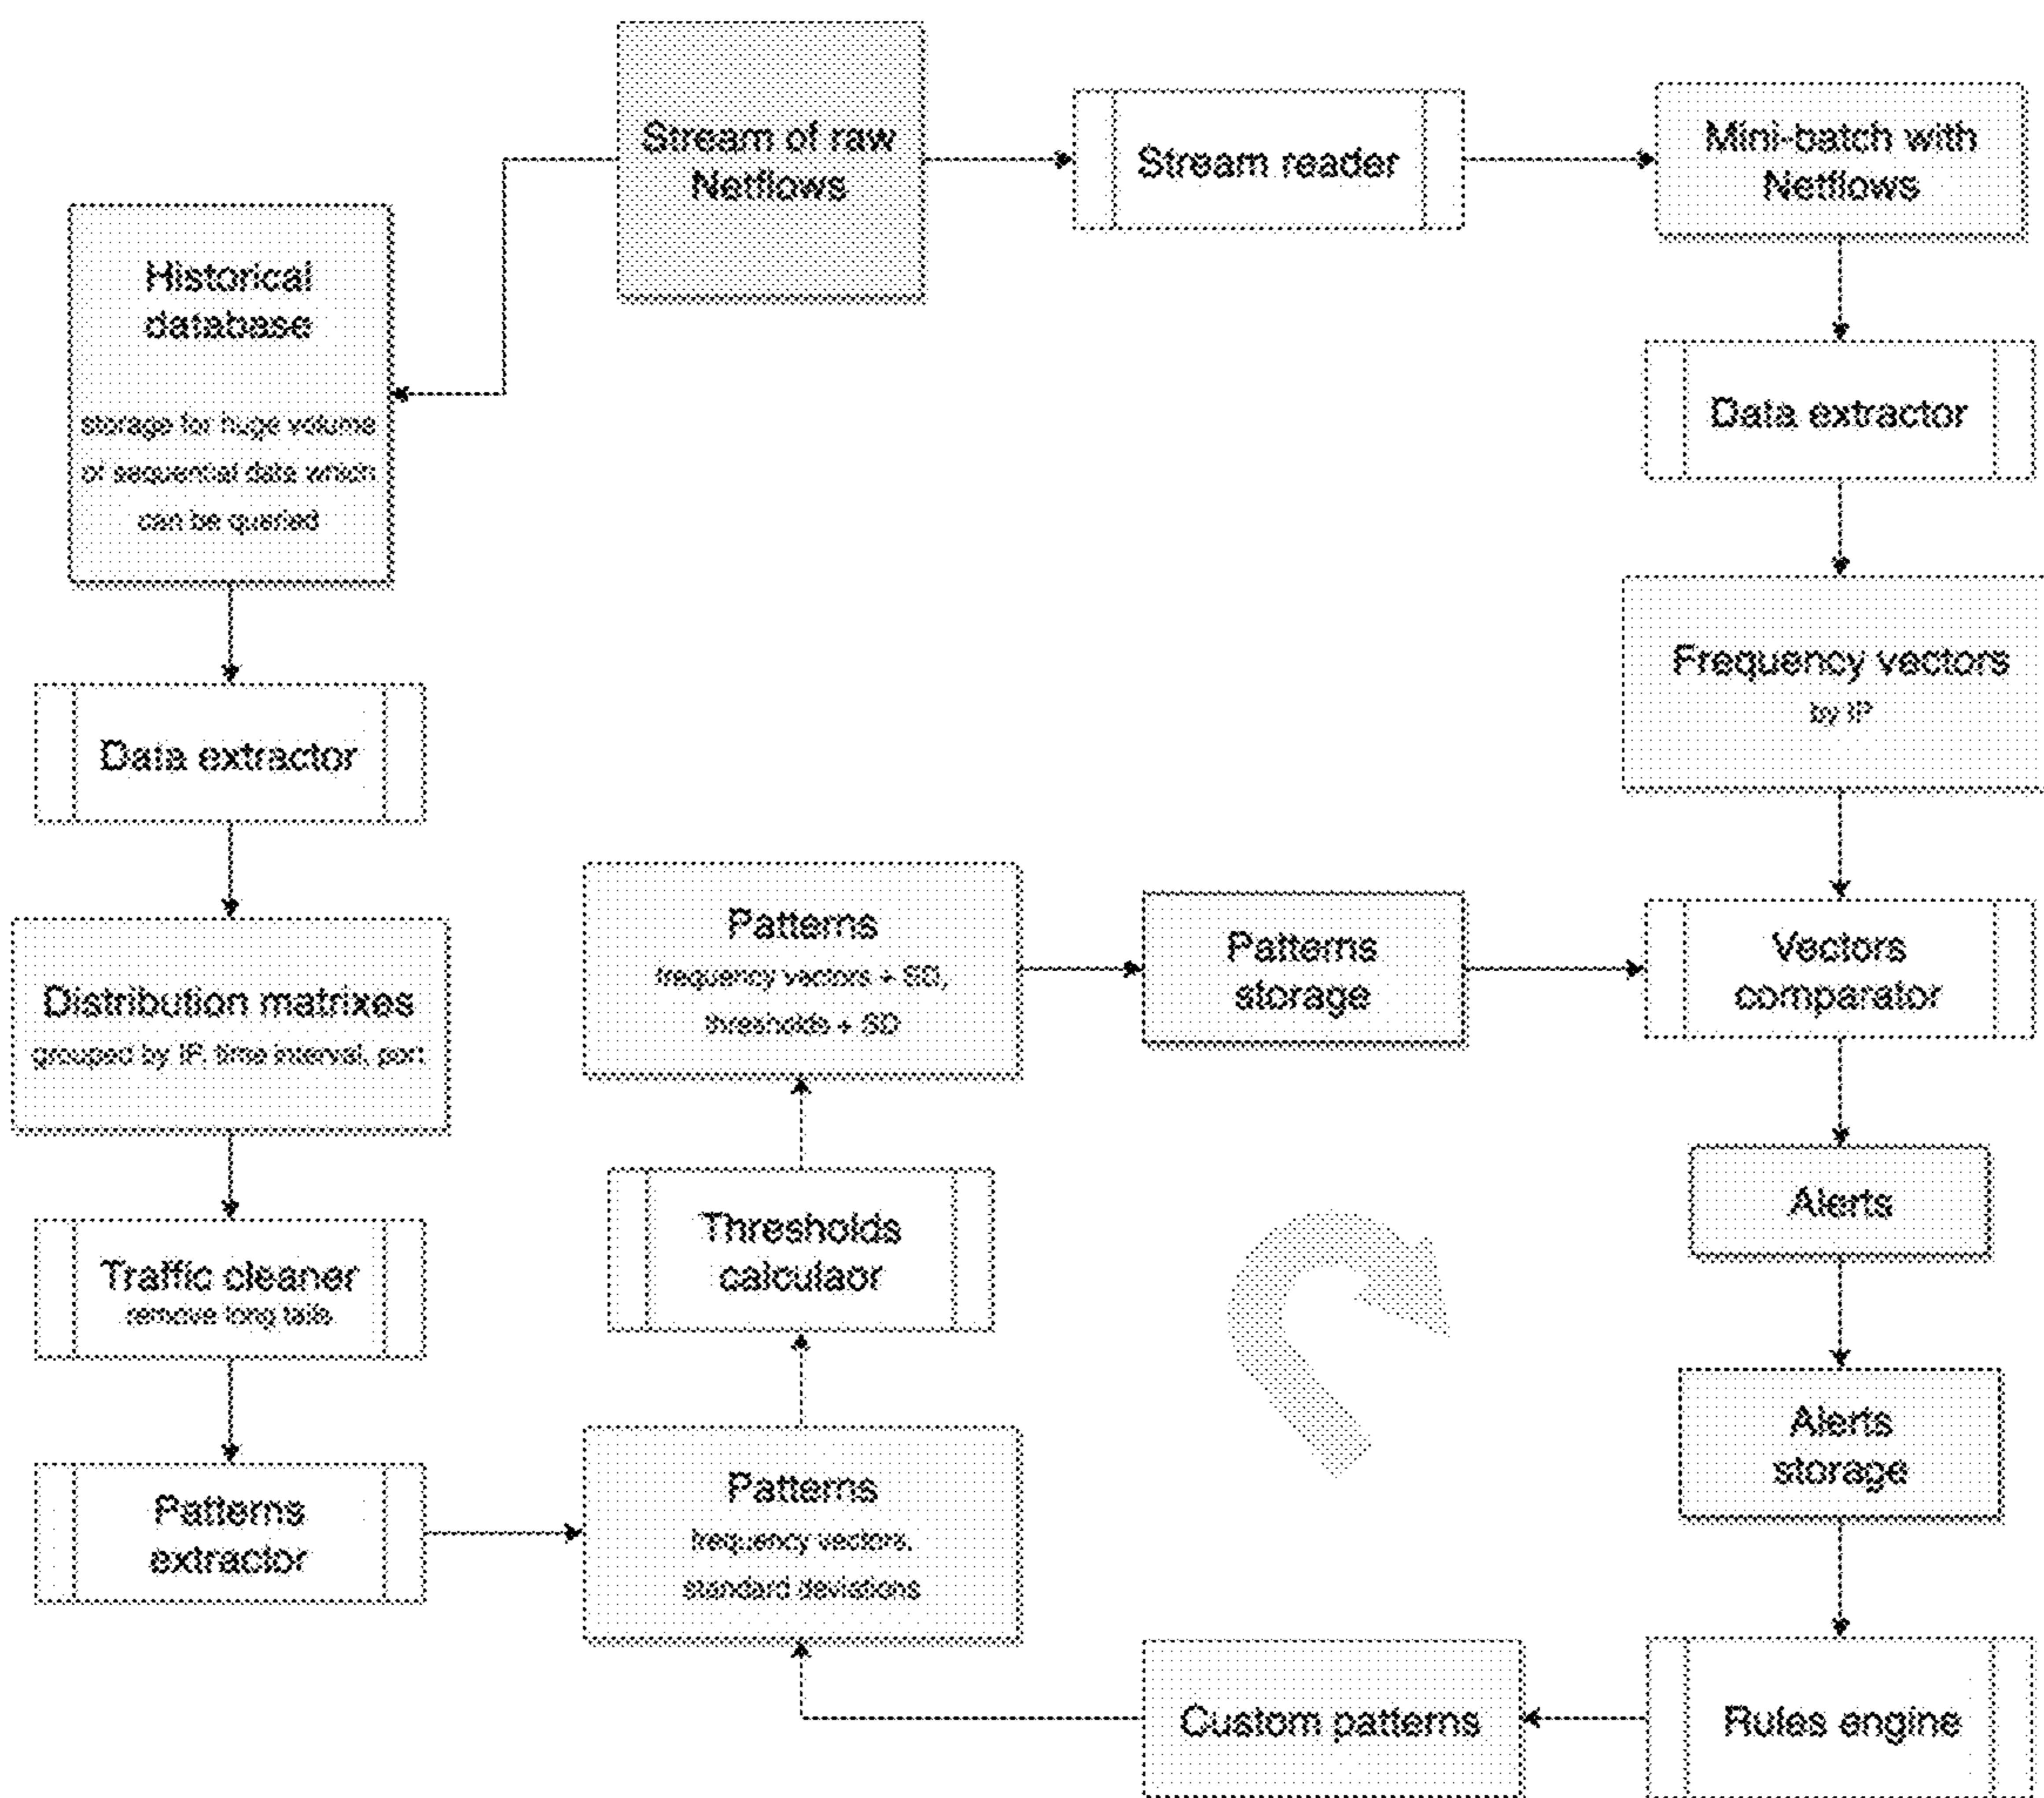 Stream of raw
Netflows
Stream reader
Mini-batch with
Netflows
Historical
database
storage for huge volume
of sequential data which
can be queried
Data extractor
Frequency vectors
by IP
Data extractor
Distribution matrixes
grouped by IP, time interval, port
Patterns
frequency vectors + SD,
thresholds + SD
Patterns
storage
Vectors
comparator
Thresholds
calculaor
Alerts
Traffic cleaner
remove long tails
Alerts
storage
Patterns
extractor
Patterns
frequency vectors,
standard deviations
Custom patterns
Rules engine